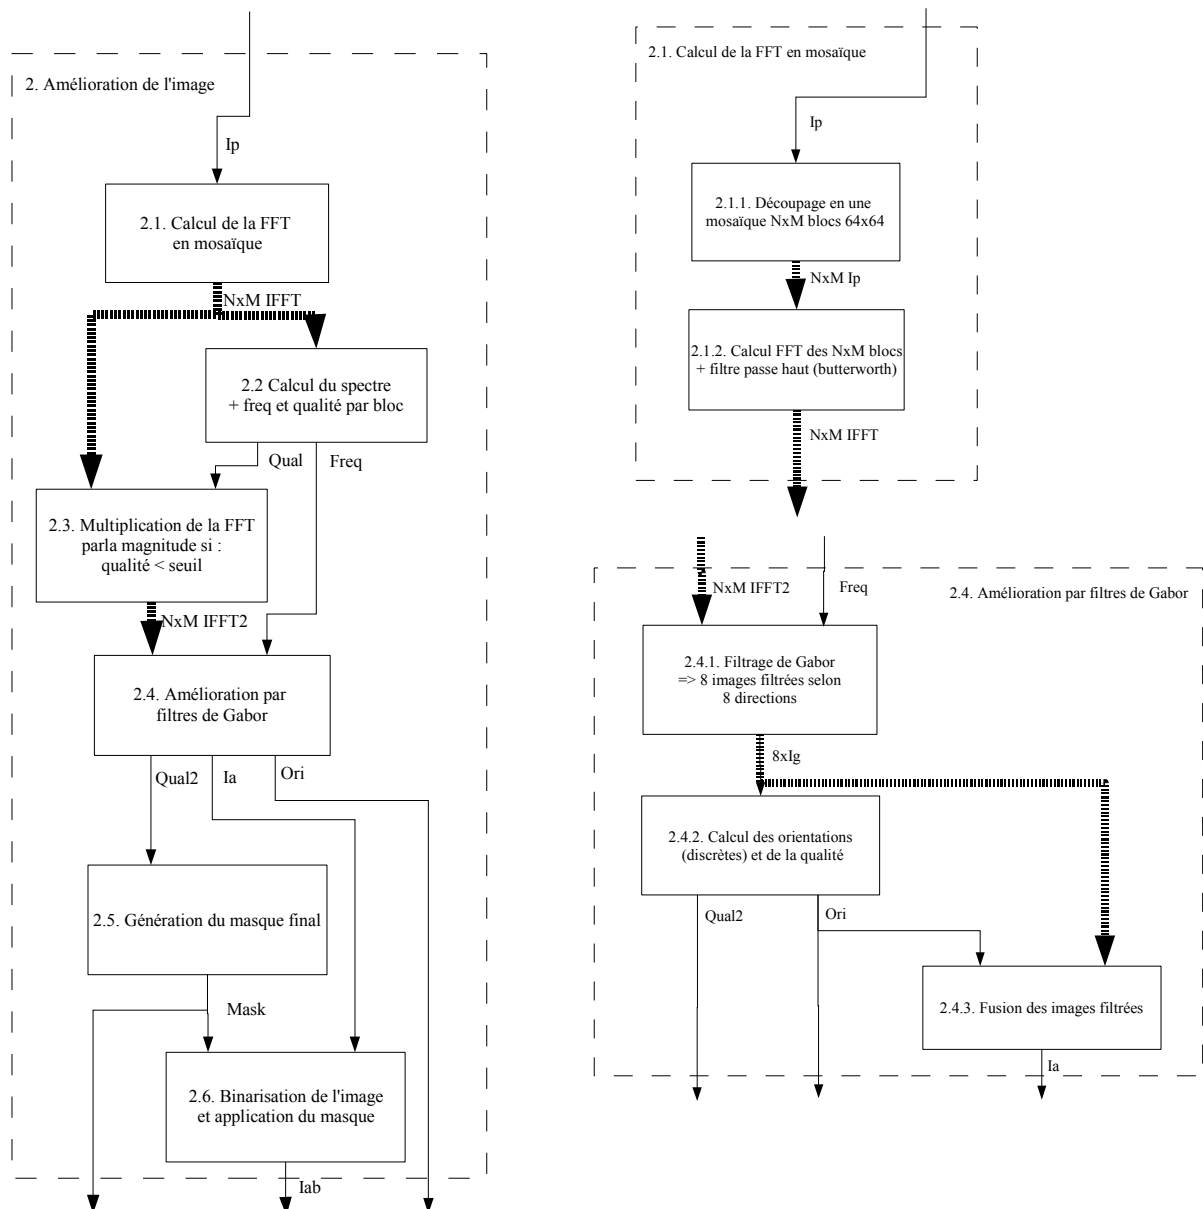 2. Amélioration de l'image
Ip
2.1. Calcul de la FFT
en mosaïque
NxM IFFT
2.2 Calcul du spectre
+ freq et qualité par bloc
Qual
Freq
2.3. Multiplication de la FFT
parla magnitude si :
qualité < seuil
NxM IFFT2
2.4. Amélioration par
filtres de Gabor
Qual2
Ia
Ori
2.5. Génération du masque final
Mask
2.6. Binarisation de l'image
et application du masque
Iab
2.1. Calcul de la FFT en mosaïque
Ip
2.1.1. Découpage en une
mosaïque NxM blocs 64x64
NxM Ip
2.1.2. Calcul FFT des NxM blocs
+ filtre passe haut (butterworth)
NxM IFFT
NxM IFFT2
Freq
2.4. Amélioration par filtres de Gabor
2.4.1. Filtrage de Gabor
=> 8 images filtrées selon
8 directions
8xIg
2.4.2. Calcul des orientations
(discrètes) et de la qualité
Qual2
Ori
2.4.3. Fusion des images filtrées
Ia